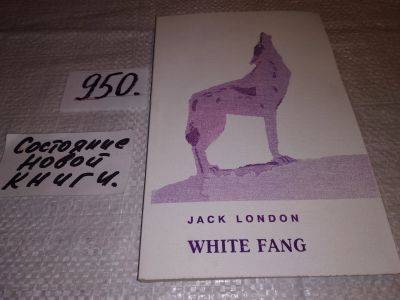 950.
Состояние
новой
книги.
JACK LONDON
WHITE FANG